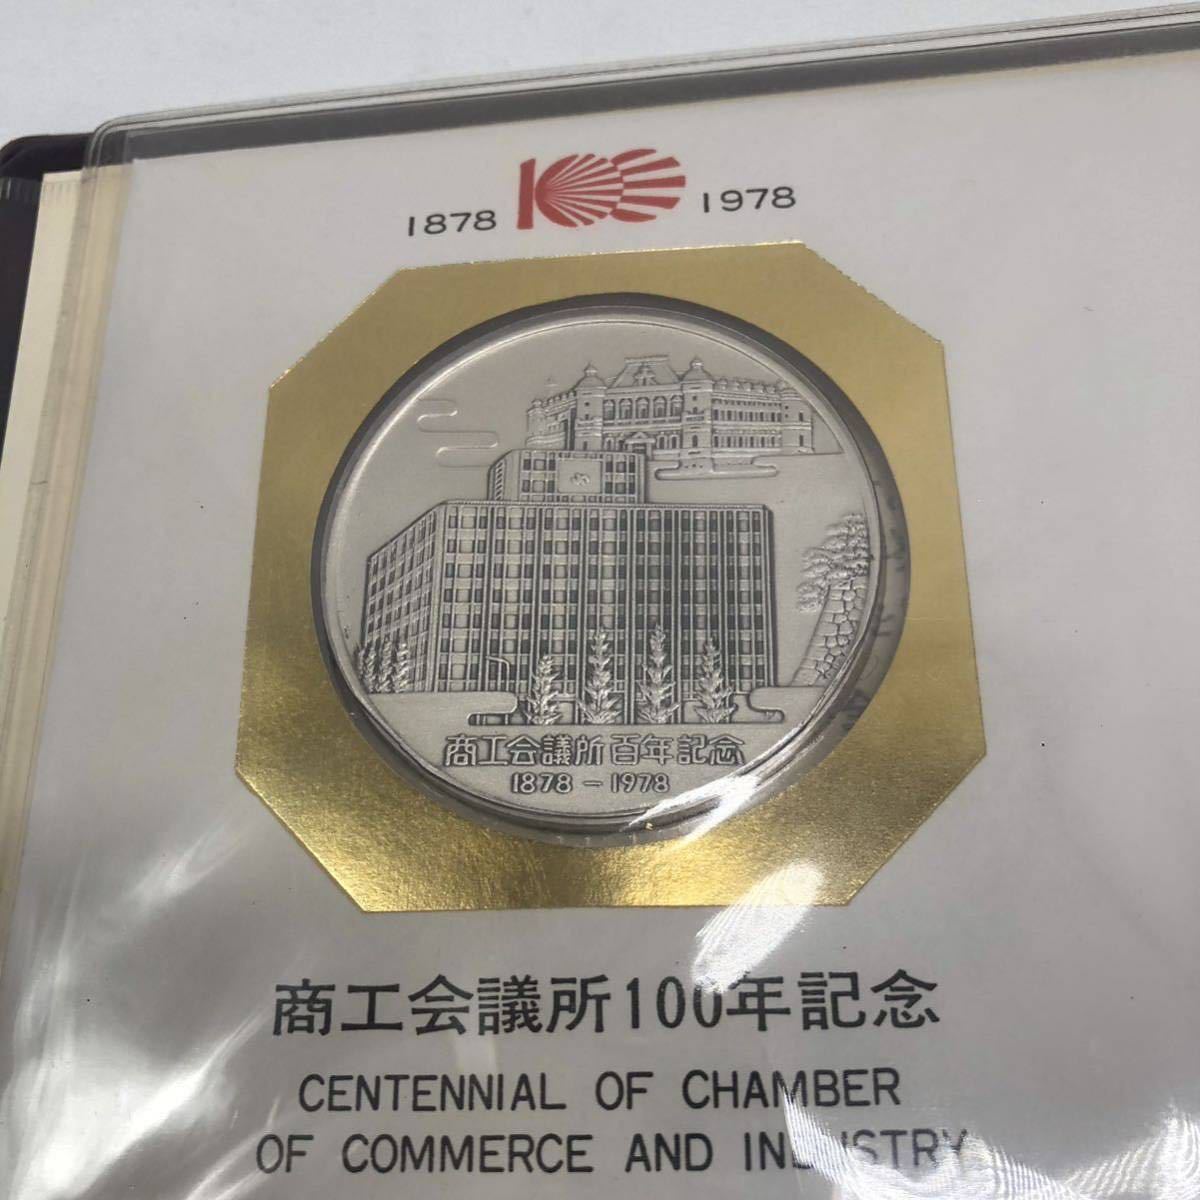 1878 100 1978
商工会議所百年記念
1878-1978
商工会議所100年記念
CENTENNIAL OF CHAMBER
OF COMMERCE AND INDUSTRY